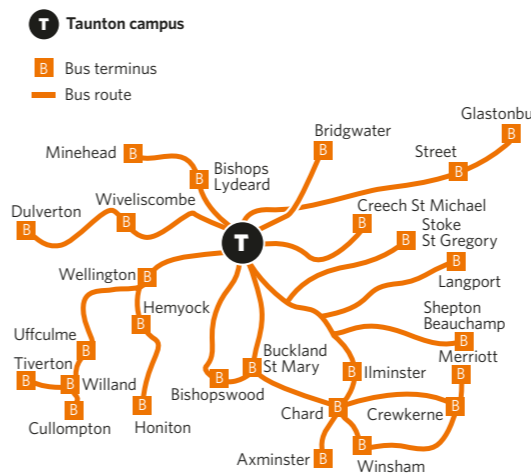 T Taunton campus
B Bus terminus
Bus route
Glastonbu
Bridgwater
Street
Minehead B
B
B
B
Bishops
Lydeard
B
Wiveliscombe
Creech St Michael
Dulverton
B
B
B
Stoke
St Gregory
B
T
Wellington
B
B
Langport
Hemyock
B
Shepton
Beauchamp
B
Uffculme
B
Merriott
Tiverton
B
B
Willand
Buckland
St Mary
B
B
Ilminster
B
Bishopswood
B
Chard
B
Crewkerne
B
Cullompton
B
Honiton
B
Axminster
B
B
Winsham